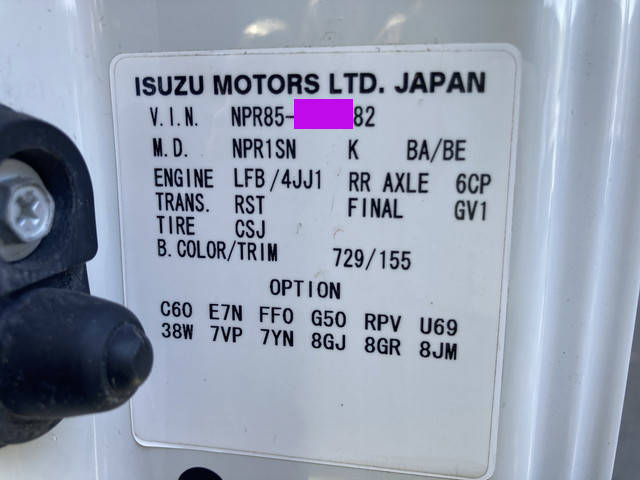 ISUZU MOTORS LTD. JAPAN
V.I.N. NPR85- 82
M.D. NPR1SN K BA/BE
ENGINE LFB/4JJ1 RR AXLE 6CP
TRANS. RST FINAL GV1
TIRE CSJ
B.COLOR/TRIM 729/155
OPTION
C60 E7N FF0 G50 RPV U69
38W 7VP 7YN 8GJ 8GR 8JM